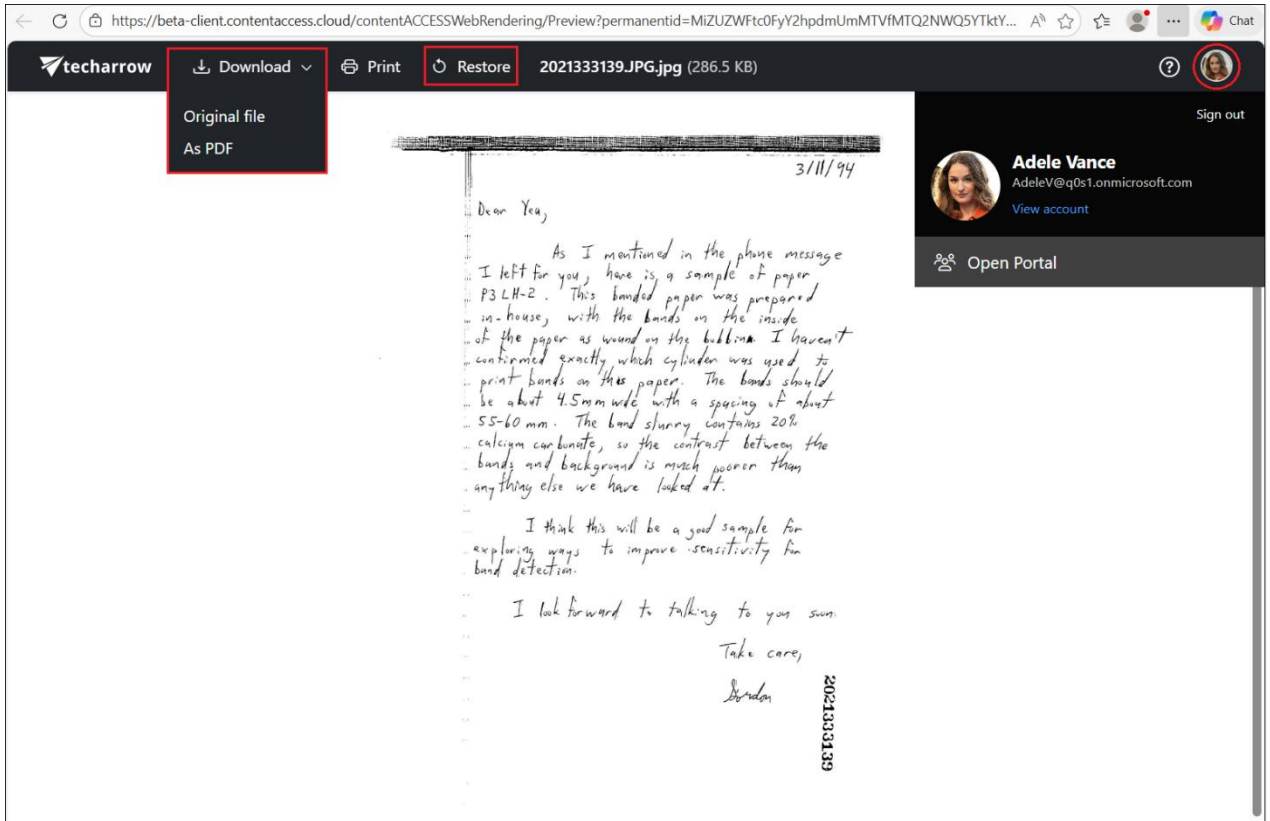 https://beta-client.contentaccess.cloud/contentACCESSWebRendering/Preview?permanentid=MiZUZWFtc0FyY2hpdmUmMTVfMTQ2NWQ5YTktY...
Chat
techarrow
Download
Print
Restore
2021333139.JPG.jpg (286.5 KB)
Original file
As PDF
Sign out
Adele Vance
AdeleV@q0s1.onmicrosoft.com
View account
Open Portal
3/11/94
Dear Yeu,
As I mentioned in the phone message
I left for you, here is a sample of paper
P3LH-2. This banded paper was prepared
in-house, with the bands on the inside
of the paper as wound on the bobbin. I haven't
confirmed exactly which cylinder was used to
print bands on this paper. The bands should
be about 4.5mm wide with a spacing of about
55-60 mm. The band slurry contains 20%
calcium carbonate, so the contrast between the
bands and background is much poorer than
anything else we have looked at.
I think this will be a good sample for
exploring ways to improve sensitivity for
band detection.
I look forward to talking to you soon.
Take care,
Gordon
2021333139